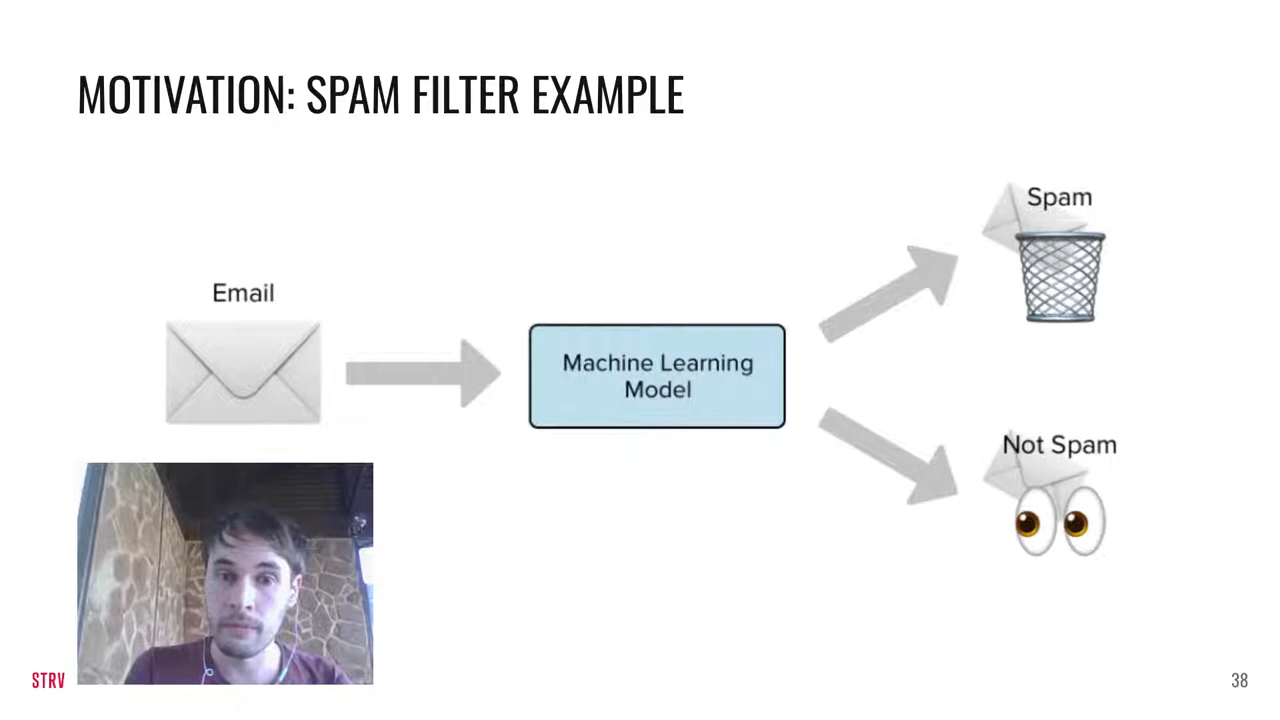 MOTIVATION: SPAM FILTER EXAMPLE
Email
Machine Learning
Model
Spam
Not Spam
STRV
38